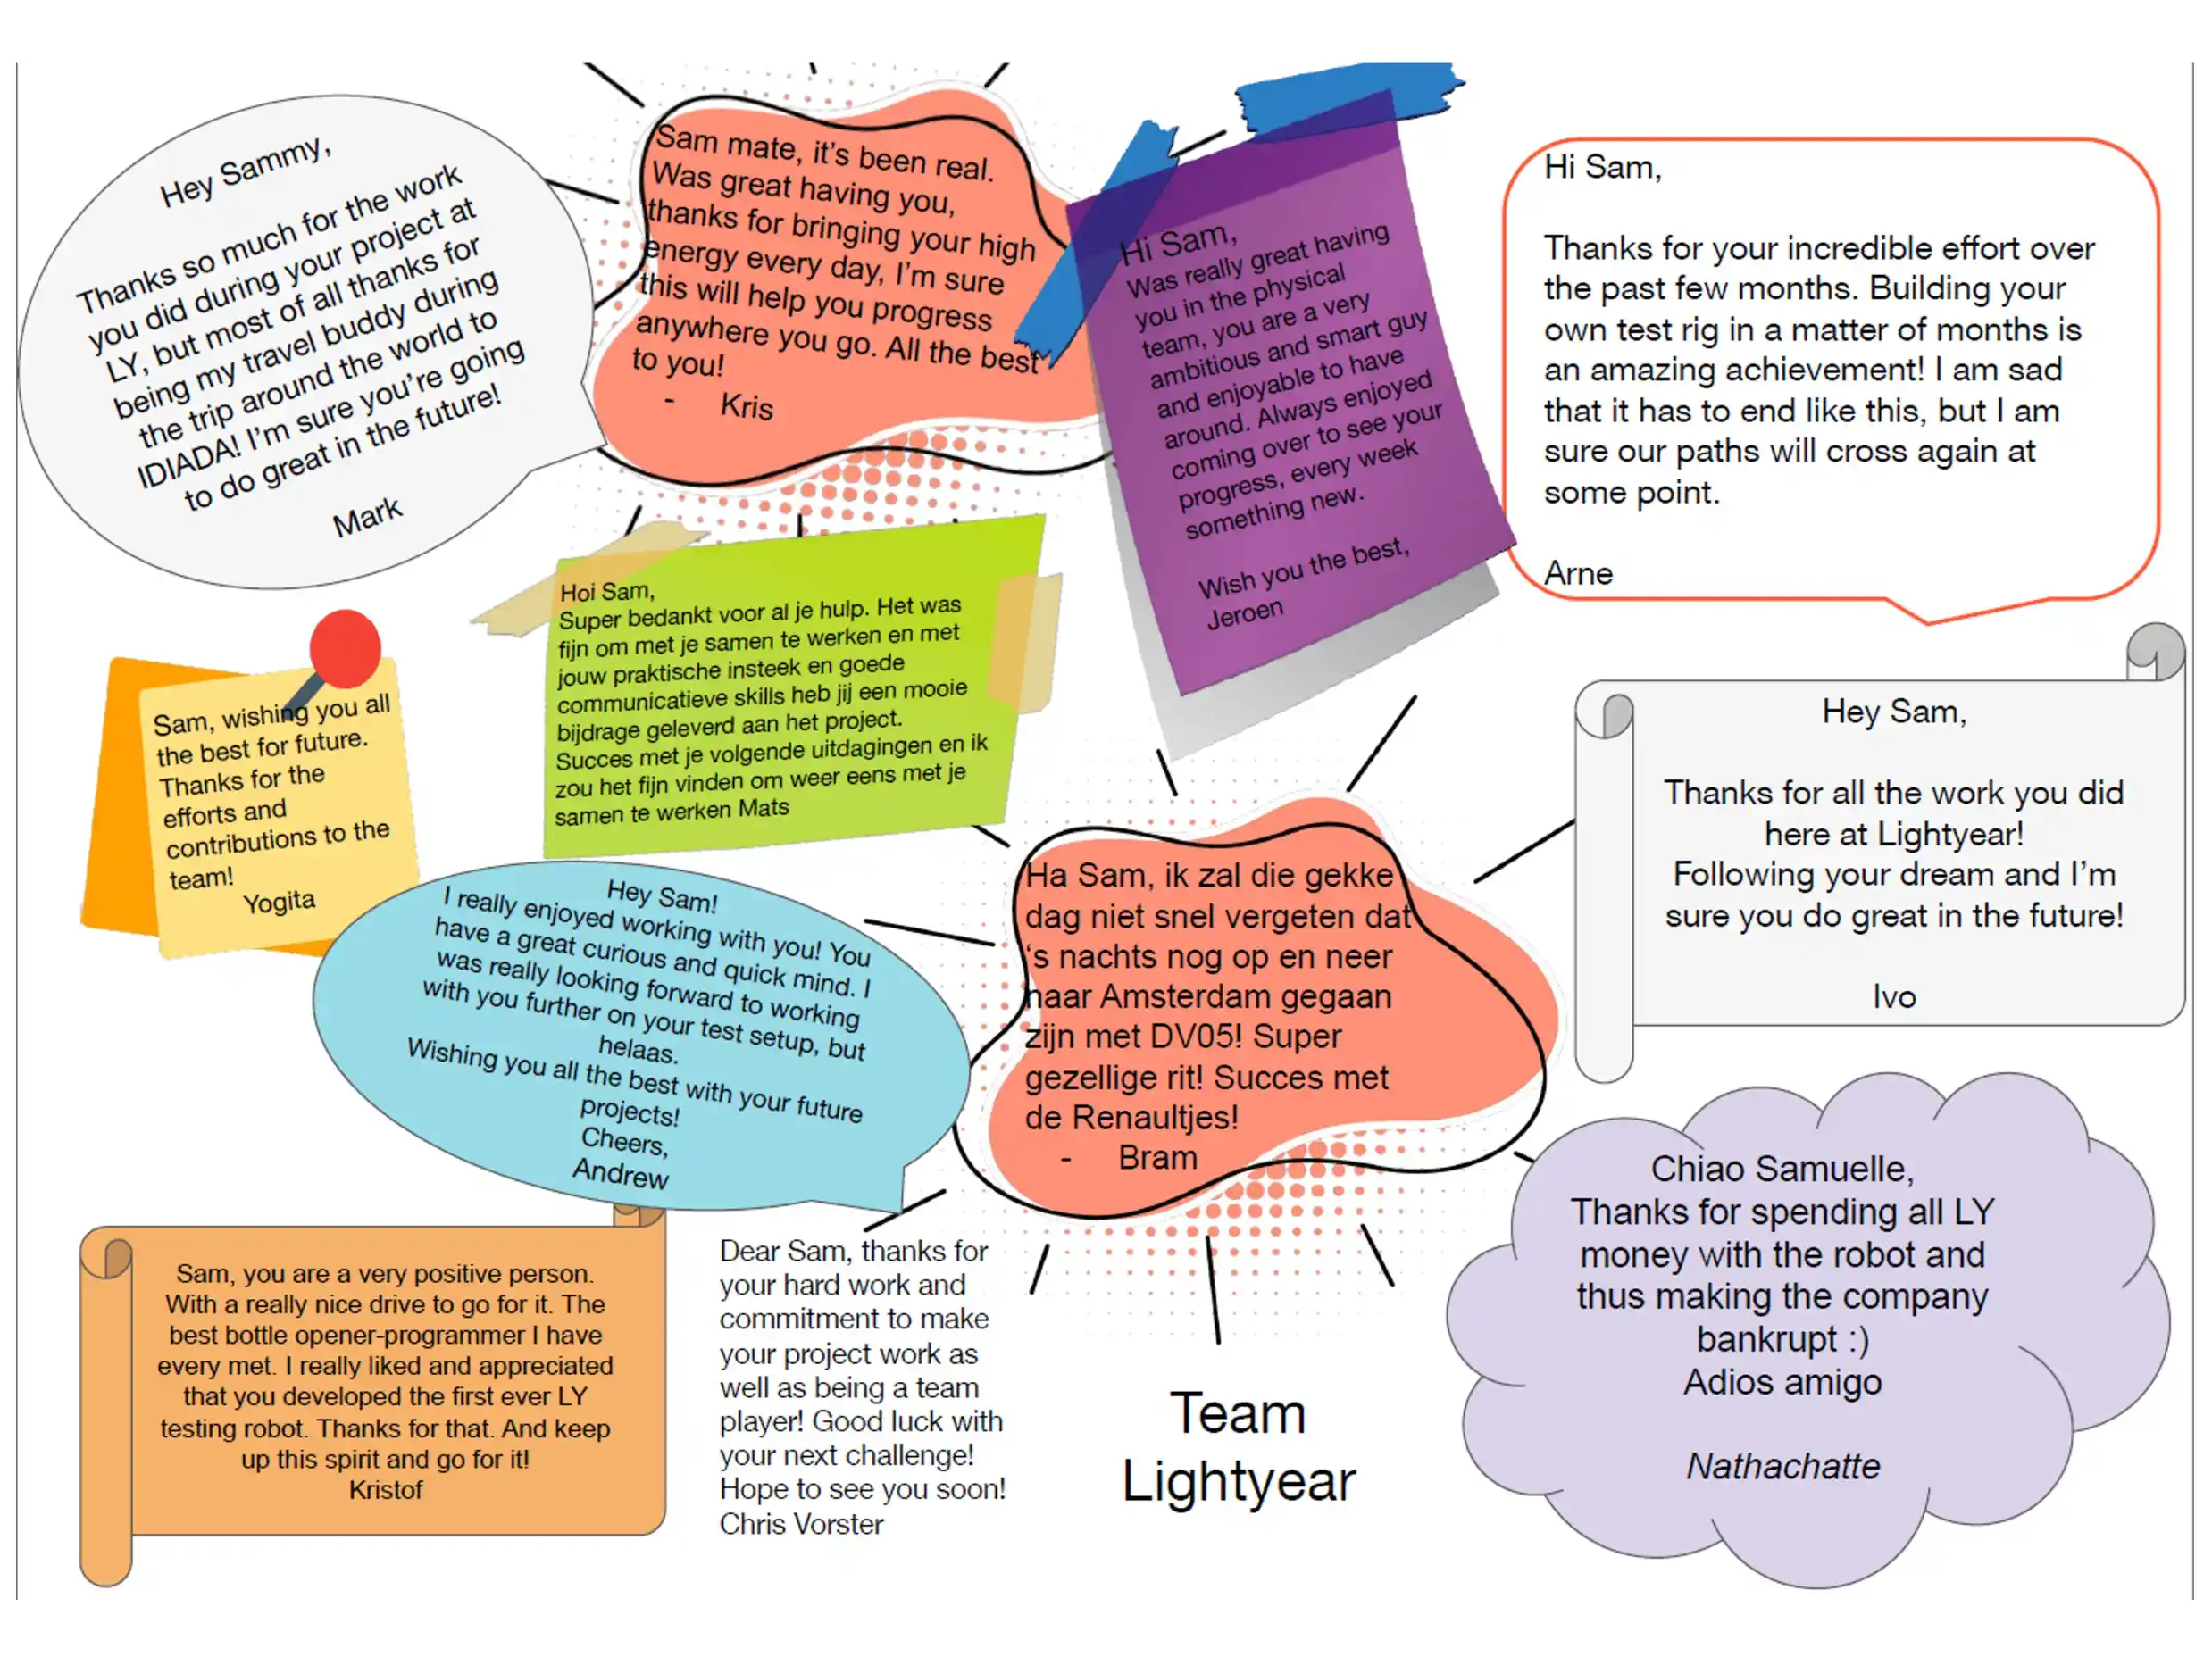 Hey Sammy,
Thanks so much for the work
you did during your project at
LY, but most of all thanks for
being my travel buddy during
the trip around the world to
IDIADA! I'm sure you're going
to do great in the future!
Mark
Sam mate, it's been real.
Was great having you,
thanks for bringing your high
energy every day, I'm sure
this will help you progress
anywhere you go. All the best
to you!
- Kris
Hi Sam,
Was really great having
you in the physical
team, you are a very
ambitious and smart guy
and enjoyable to have
around. Always enjoyed
coming over to see your
progress, every week
something new.
Wish you the best,
Jeroen
Hi Sam,
Thanks for your incredible effort over
the past few months. Building your
own test rig in a matter of months is
an amazing achievement! I am sad
that it has to end like this, but I am
sure our paths will cross again at
some point.
Arne
Hoi Sam,
Super bedankt voor al je hulp. Het was
fijn om met je samen te werken en met
jouw praktische insteek en goede
communicatieve skills heb jij een mooie
bijdrage geleverd aan het project.
Succes met je volgende uitdagingen en ik
zou het fijn vinden om weer eens met je
samen te werken Mats
Sam, wishing you all
the best for future.
Thanks for the
efforts and
contributions to the
team!
Yogita
Hey Sam,
Thanks for all the work you did
here at Lightyear!
Following your dream and I'm
sure you do great in the future!
Ivo
Hey Sam!
I really enjoyed working with you! You
have a great curious and quick mind. I
was really looking forward to working
with you further on your test setup, but
helaas.
Wishing you all the best with your future
projects!
Cheers,
Andrew
Ha Sam, ik zal die gekke
dag niet snel vergeten dat
's nachts nog op en neer
naar Amsterdam gegaan
zijn met DV05! Super
gezellige rit! Succes met
de Renaultjes!
- Bram
Chiao Samuelle,
Thanks for spending all LY
money with the robot and
thus making the company
bankrupt :)
Adios amigo
Nathachatte
Sam, you are a very positive person.
With a really nice drive to go for it. The
best bottle opener-programmer I have
every met. I really liked and appreciated
that you developed the first ever LY
testing robot. Thanks for that. And keep
up this spirit and go for it!
Kristof
Dear Sam, thanks for
your hard work and
commitment to make
your project work as
well as being a team
player! Good luck with
your next challenge!
Hope to see you soon!
Chris Vorster
Team
Lightyear